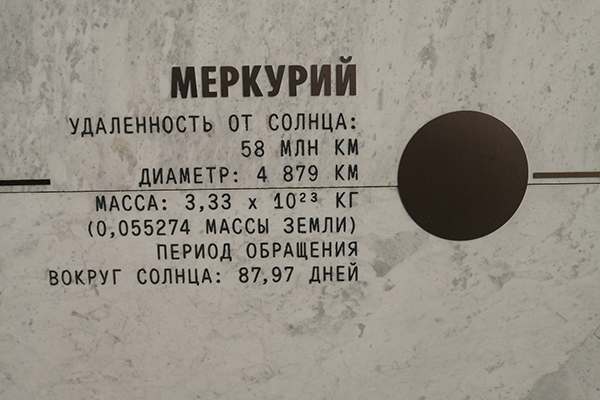 МЕРКУРИЙ
УДАЛЕННОСТЬ ОТ СОЛНЦА:
58 МЛН КМ
ДИАМЕТР: 4 879 КМ
МАССА: 3,33 х 10²³ КГ
(0,055274 МАССЫ ЗЕМЛИ)
ПЕРИОД ОБРАЩЕНИЯ
ВОКРУГ СОЛНЦА: 87,97 ДНЕЙ